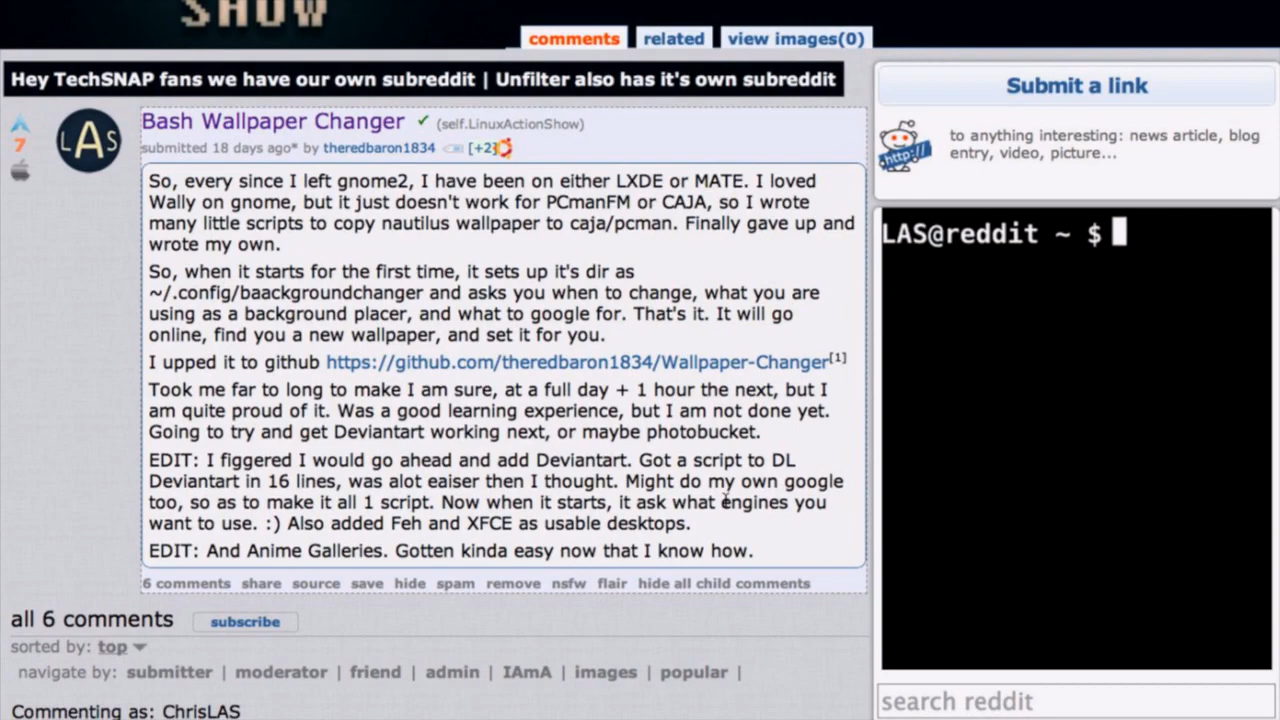 SHOW
comments related view images(0)
Hey TechSNAP fans we have our own subreddit | Unfilter also has it's own subreddit
Submit a link
to anything interesting: news article, blog
entry, video, picture...
http://
LAS
7
Bash Wallpaper Changer ✔ (self.LinuxActionShow)
submitted 18 days ago* by theredbaron1834 [+2]
So, every since I left gnome2, I have been on either LXDE or MATE. I loved
Wally on gnome, but it just doesn't work for PCmanFM or CAJA, so I wrote
many little scripts to copy nautilus wallpaper to caja/pcman. Finally gave up and
wrote my own.
So, when it starts for the first time, it sets up it's dir as
~/.config/baackgroundchanger and asks you when to change, what you are
using as a background placer, and what to google for. That's it. It will go
online, find you a new wallpaper, and set it for you.
I upped it to github https://github.com/theredbaron1834/Wallpaper-Changer[1]
Took me far to long to make I am sure, at a full day + 1 hour the next, but I
am quite proud of it. Was a good learning experience, but I am not done yet.
Going to try and get Deviantart working next, or maybe photobucket.
EDIT: I figgered I would go ahead and add Deviantart. Got a script to DL
Deviantart in 16 lines, was alot eaiser then I thought. Might do my own google
too, so as to make it all 1 script. Now when it starts, it ask what engines you
want to use. :) Also added Feh and XFCE as usable desktops.
EDIT: And Anime Galleries. Gotten kinda easy now that I know how.
6 comments share source save hide spam remove nsfw flair hide all child comments
LAS@reddit ~ $
all 6 comments subscribe
sorted by: top
navigate by: submitter | moderator | friend | admin | IAmA | images | popular |
Commenting as: ChrisLAS
search reddit